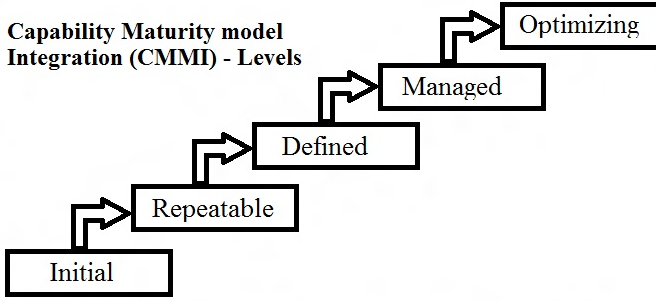 Capability Maturity model
Integration (CMMI) - Levels
Optimizing
Managed
Defined
Repeatable
Initial